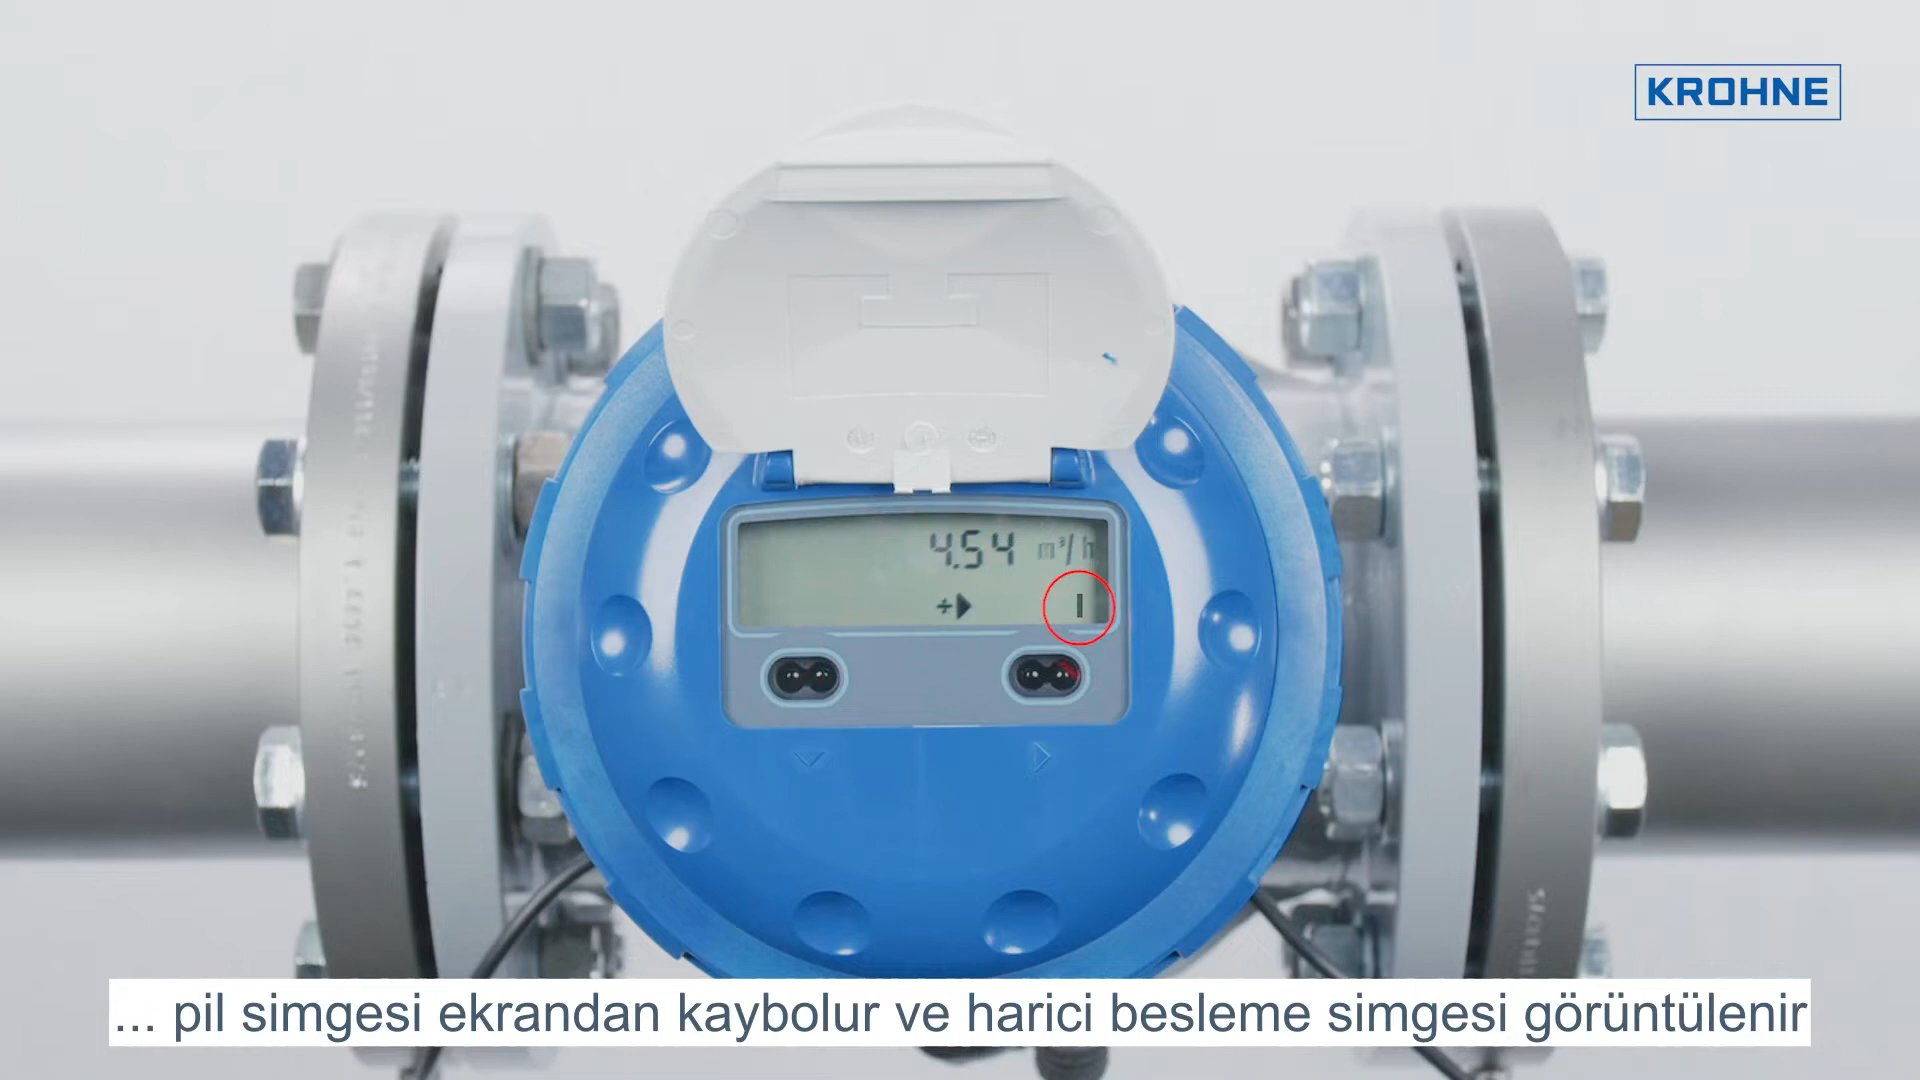 KROHNE
4.54 m³/h
... pil simgesi ekrandan kaybolur ve harici besleme simgesi görüntülenir